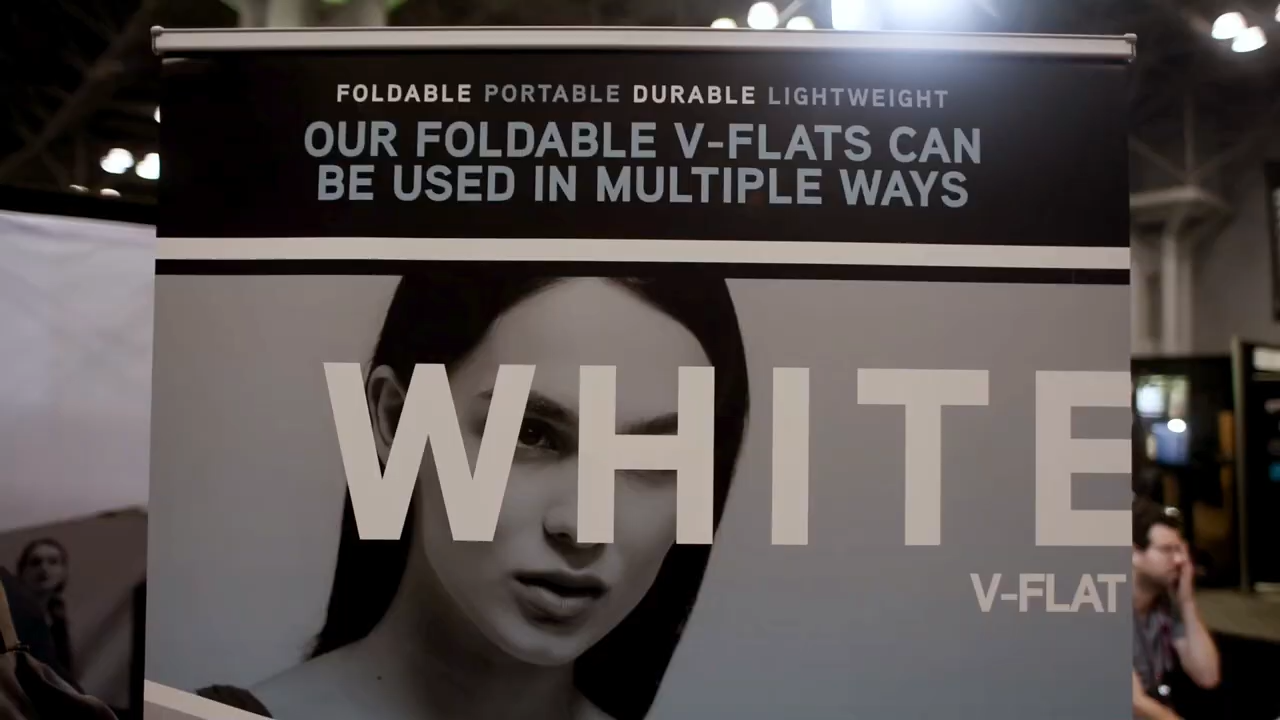 FOLDABLE PORTABLE DURABLE LIGHTWEIGHT
OUR FOLDABLE V-FLATS CAN
BE USED IN MULTIPLE WAYS
WHITE
V-FLAT